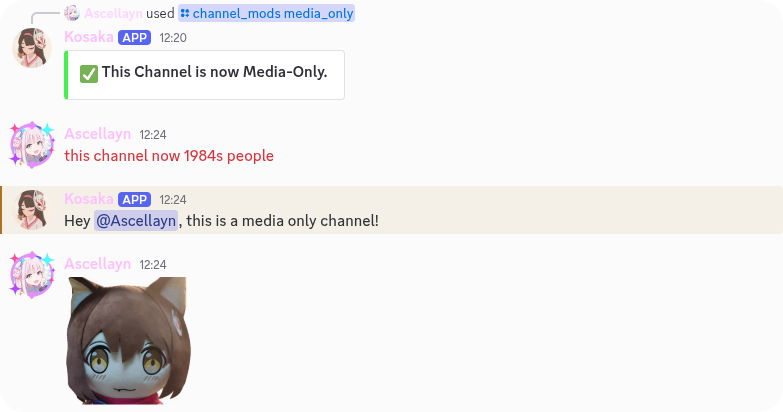 Ascellayn used channel_mods media_only
Kosaka APP 12:20
✅ This Channel is now Media-Only.
Ascellayn 12:24
this channel now 1984s people
Kosaka APP 12:24
Hey @Ascellayn, this is a media only channel!
Ascellayn 12:24